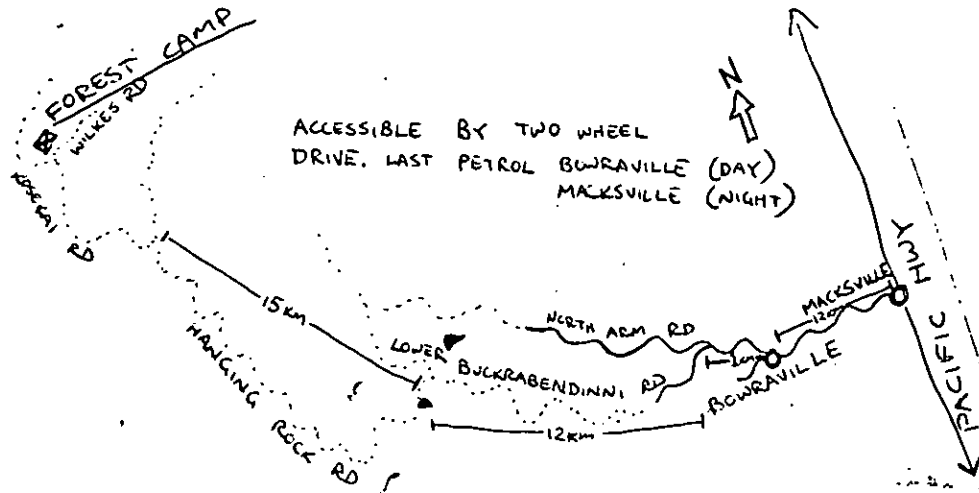 FOREST CAMP
WILKES RD
RD
N
ACCESSIBLE BY TWO WHEEL
DRIVE. LAST PETROL BOWRAVILLE (DAY)
MACKSVILLE (NIGHT)
PACIFIC HWY
MACKSVILLE
12km
15KM
NORTH ARM RD
LOWER BUCKRABENDINNI RD
BOWRAVILLE
HANGING ROCK RD
12KM